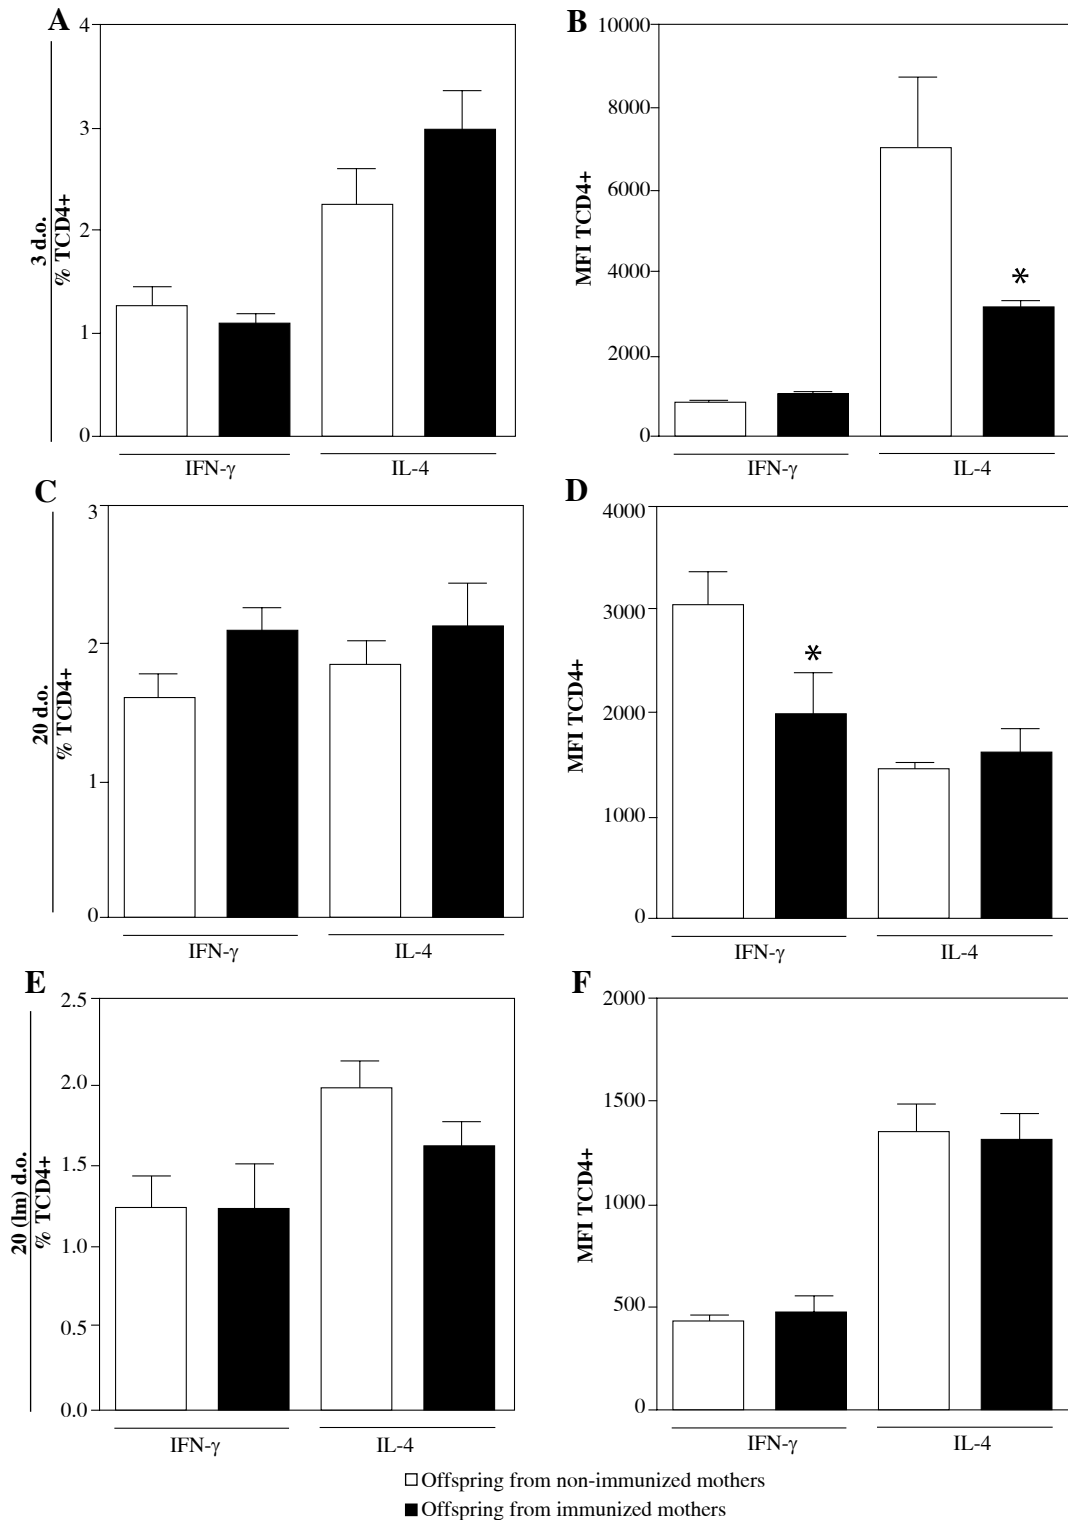 A
B
3 d.o.
% TCD4+
4
3
2
1
0
IFN-γ
IL-4
MFI TCD4+
10000
8000
6000
4000
2000
0
*
IFN-γ
IL-4
C
D
20 d.o.
% TCD4+
3
2
1
0
IFN-γ
IL-4
MFI TCD4+
4000
3000
2000
1000
0
*
IFN-γ
IL-4
E
F
20 (Im) d.o.
% TCD4+
2.5
2.0
1.5
1.0
0.5
0.0
IFN-γ
IL-4
MFI TCD4+
2000
1500
1000
500
0
IFN-γ
IL-4
Offspring from non-immunized mothers
Offspring from immunized mothers